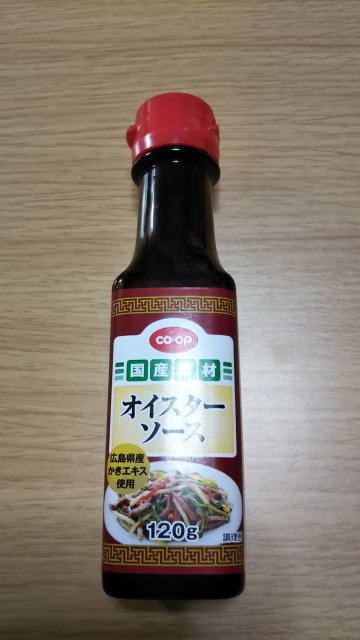 co·op
国産素材
オイスター
ソース
広島県産
かきエキス
使用
120g
調理例